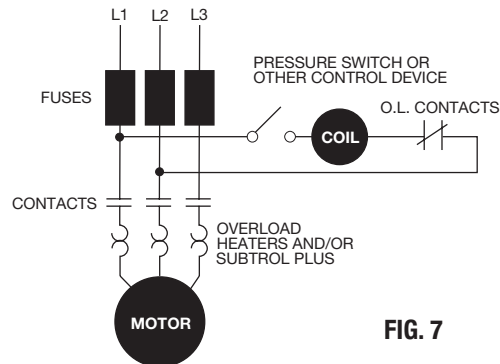 L1 L2 L3
PRESSURE SWITCH OR
OTHER CONTROL DEVICE
FUSES
O.L. CONTACTS
COIL
CONTACTS
OVERLOAD
HEATERS AND/OR
SUBTROL PLUS
MOTOR
FIG. 7